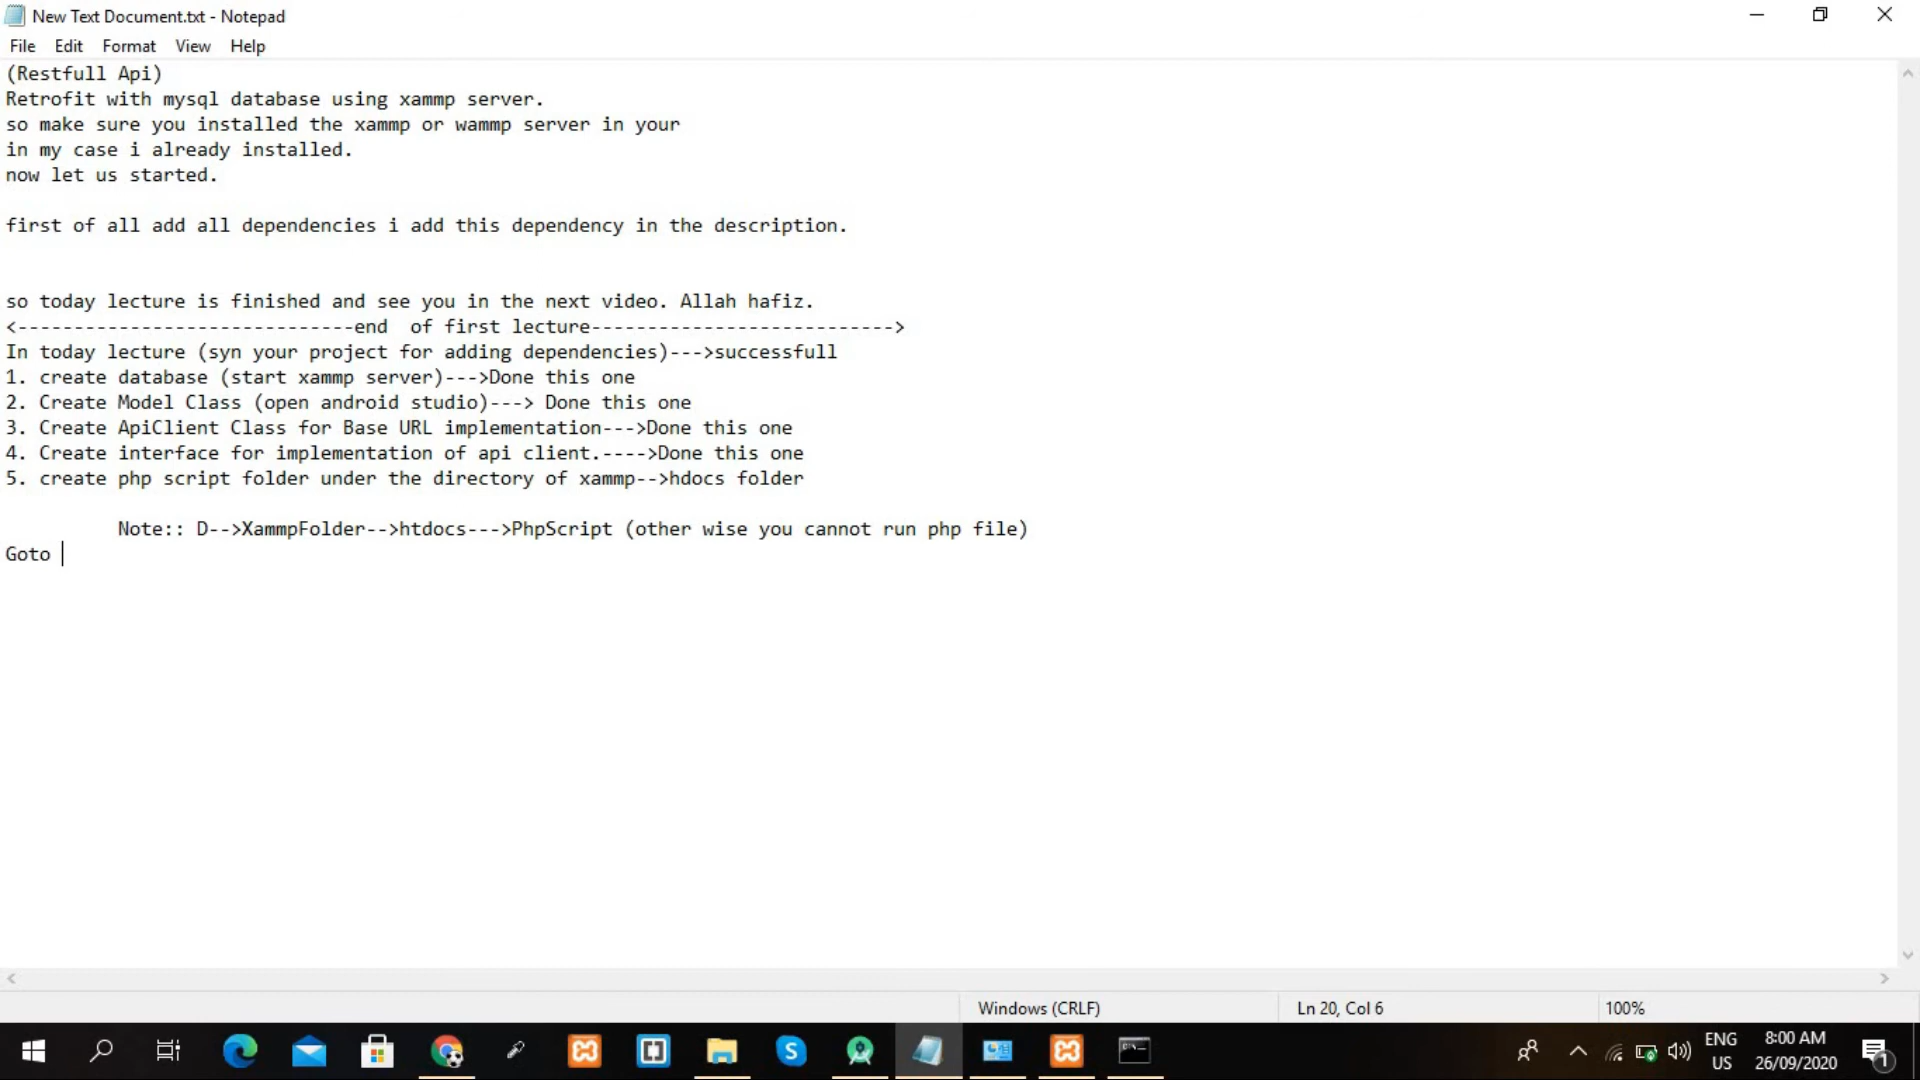 New Text Document.txt - Notepad
File Edit Format View Help
(Restfull Api)
Retrofit with mysql database using xammp server.
so make sure you installed the xammp or wammp server in your
in my case i already installed.
now let us started.
first of all add all dependencies i add this dependency in the description.
so today lecture is finished and see you in the next video. Allah hafiz.
<------------------------------end  of first lecture--------------------------->
In today lecture (syn your project for adding dependencies)--->successfull
1. create database (start xammp server)--->Done this one
2. Create Model Class (open android studio)---> Done this one
3. Create ApiClient Class for Base URL implementation--->Done this one
4. Create interface for implementation of api client.---->Done this one
5. create php script folder under the directory of xammp-->hdocs folder
Note:: D-->XammpFolder-->htdocs--->PhpScript (other wise you cannot run php file)
Goto
Windows (CRLF) Ln 20, Col 6 100%
ENG 8:00 AM
US 26/09/2020 1